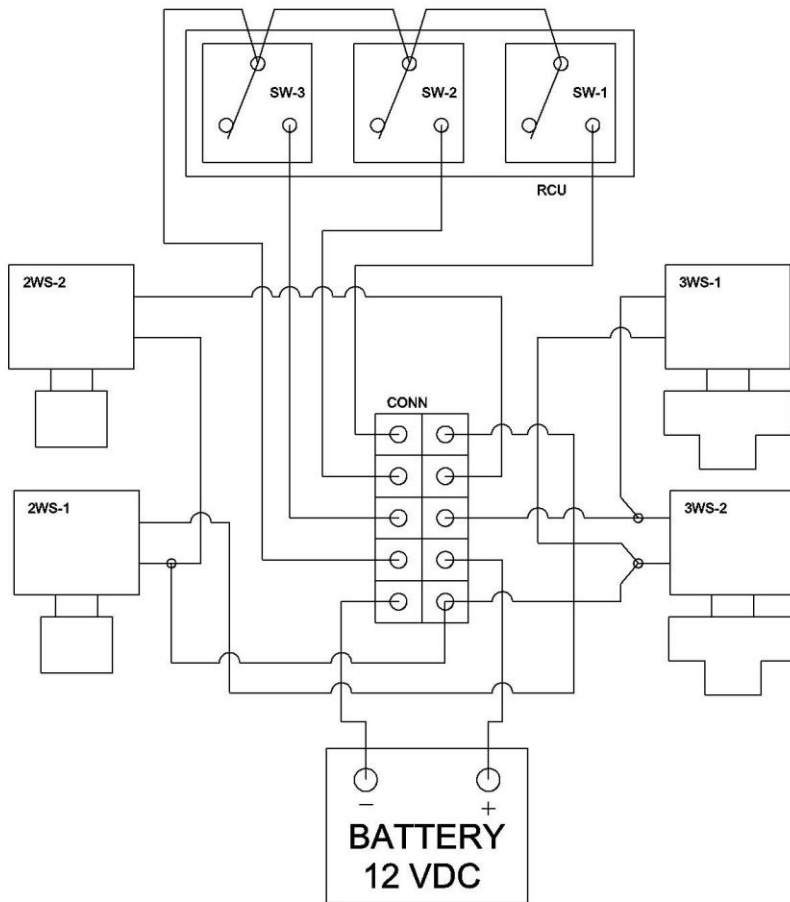 SW-3
SW-2
SW-1
RCU
2WS-2
3WS-1
CONN
2WS-1
3WS-2
− +
BATTERY
12 VDC